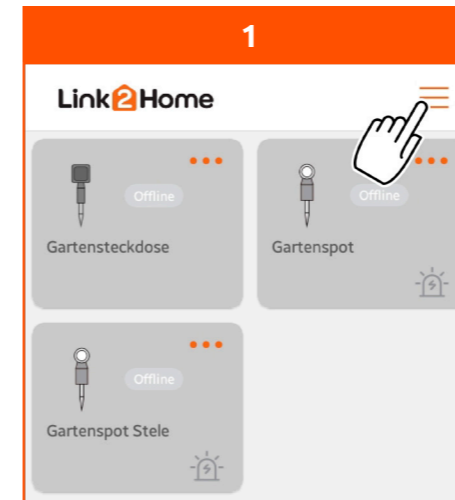 1
Link2Home
Offline
Gartensteckdose
Offline
Gartenspot
Offline
Gartenspot Stele